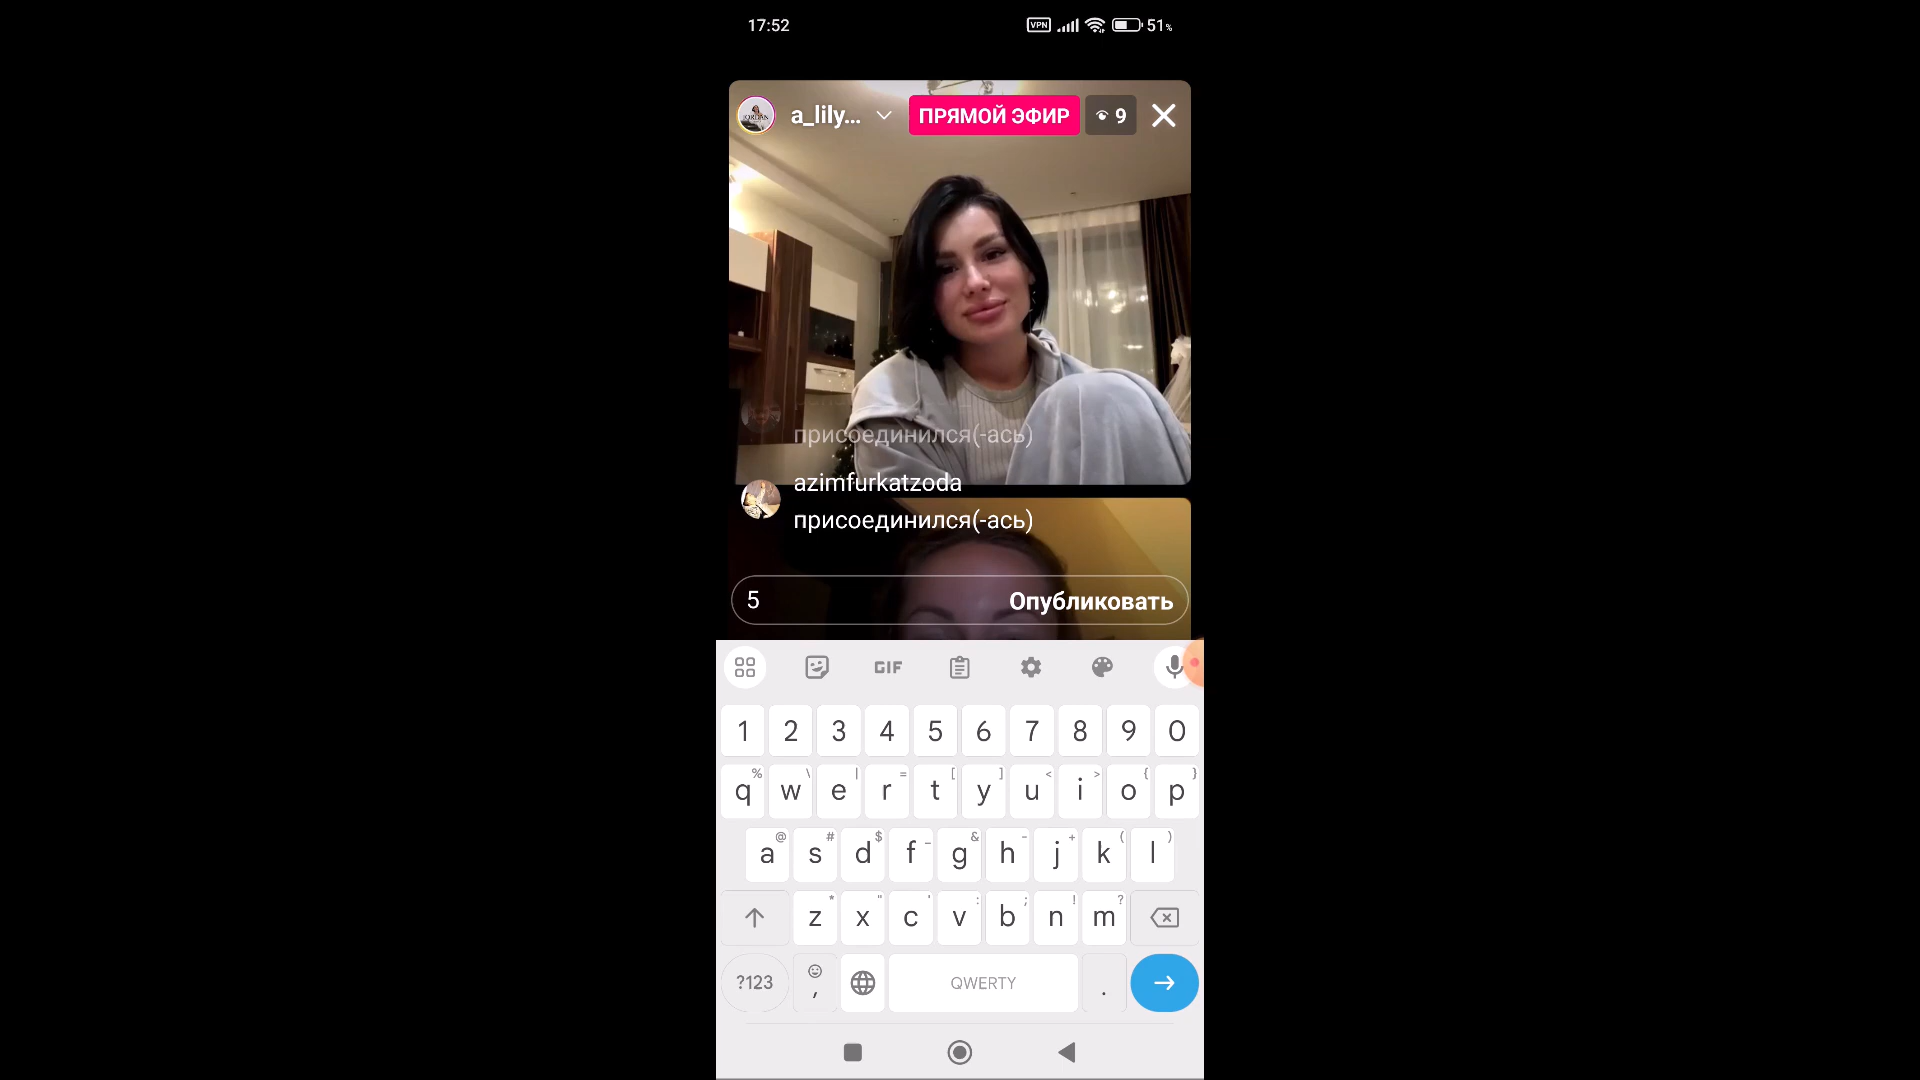 17:52
VPN
51%
a_lily...
ПРЯМОЙ ЭФИР
9
присоединился(-ась)
azimfurkatzoda
присоединился(-ась)
5
Опубликовать
GIF
1 2 3 4 5 6 7 8 9 0
% \ | = [ ] < > { }
q w e r t y u i o p
@ # $ _ & - + ( )
a s d f g h j k l
* " ' : ; ! ?
z x c v b n m
?123 , QWERTY .